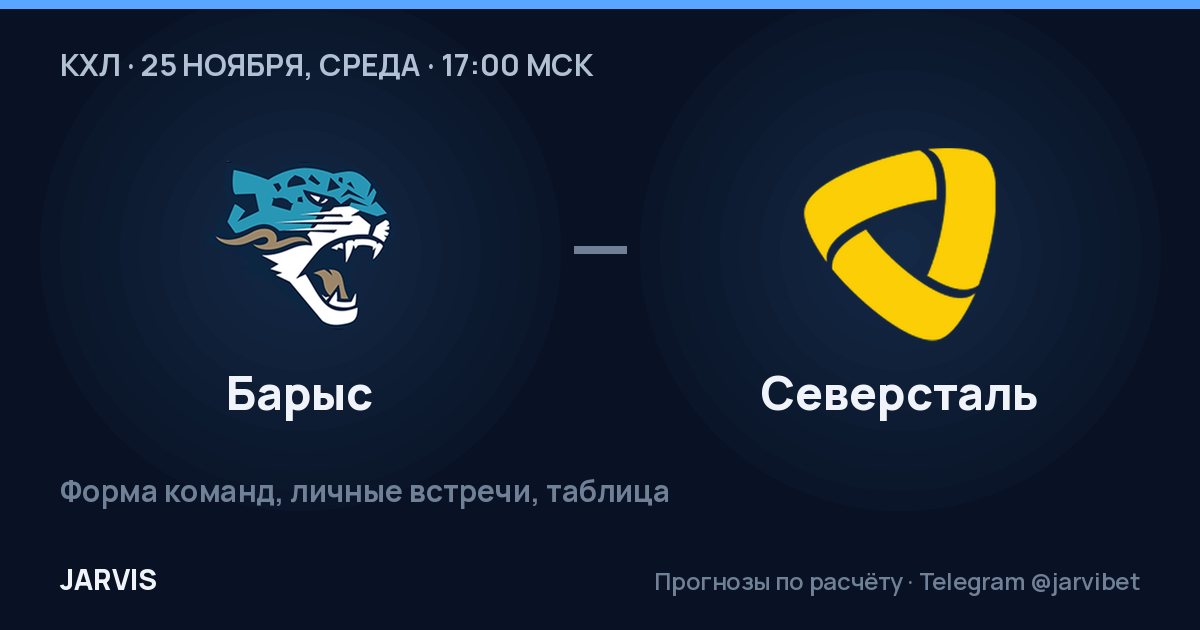 КХЛ · 25 НОЯБРЯ, СРЕДА · 17:00 МСК
Барыс — Северсталь
Форма команд, личные встречи, таблица
JARVIS
Прогнозы по расчёту · Telegram @jarvibet